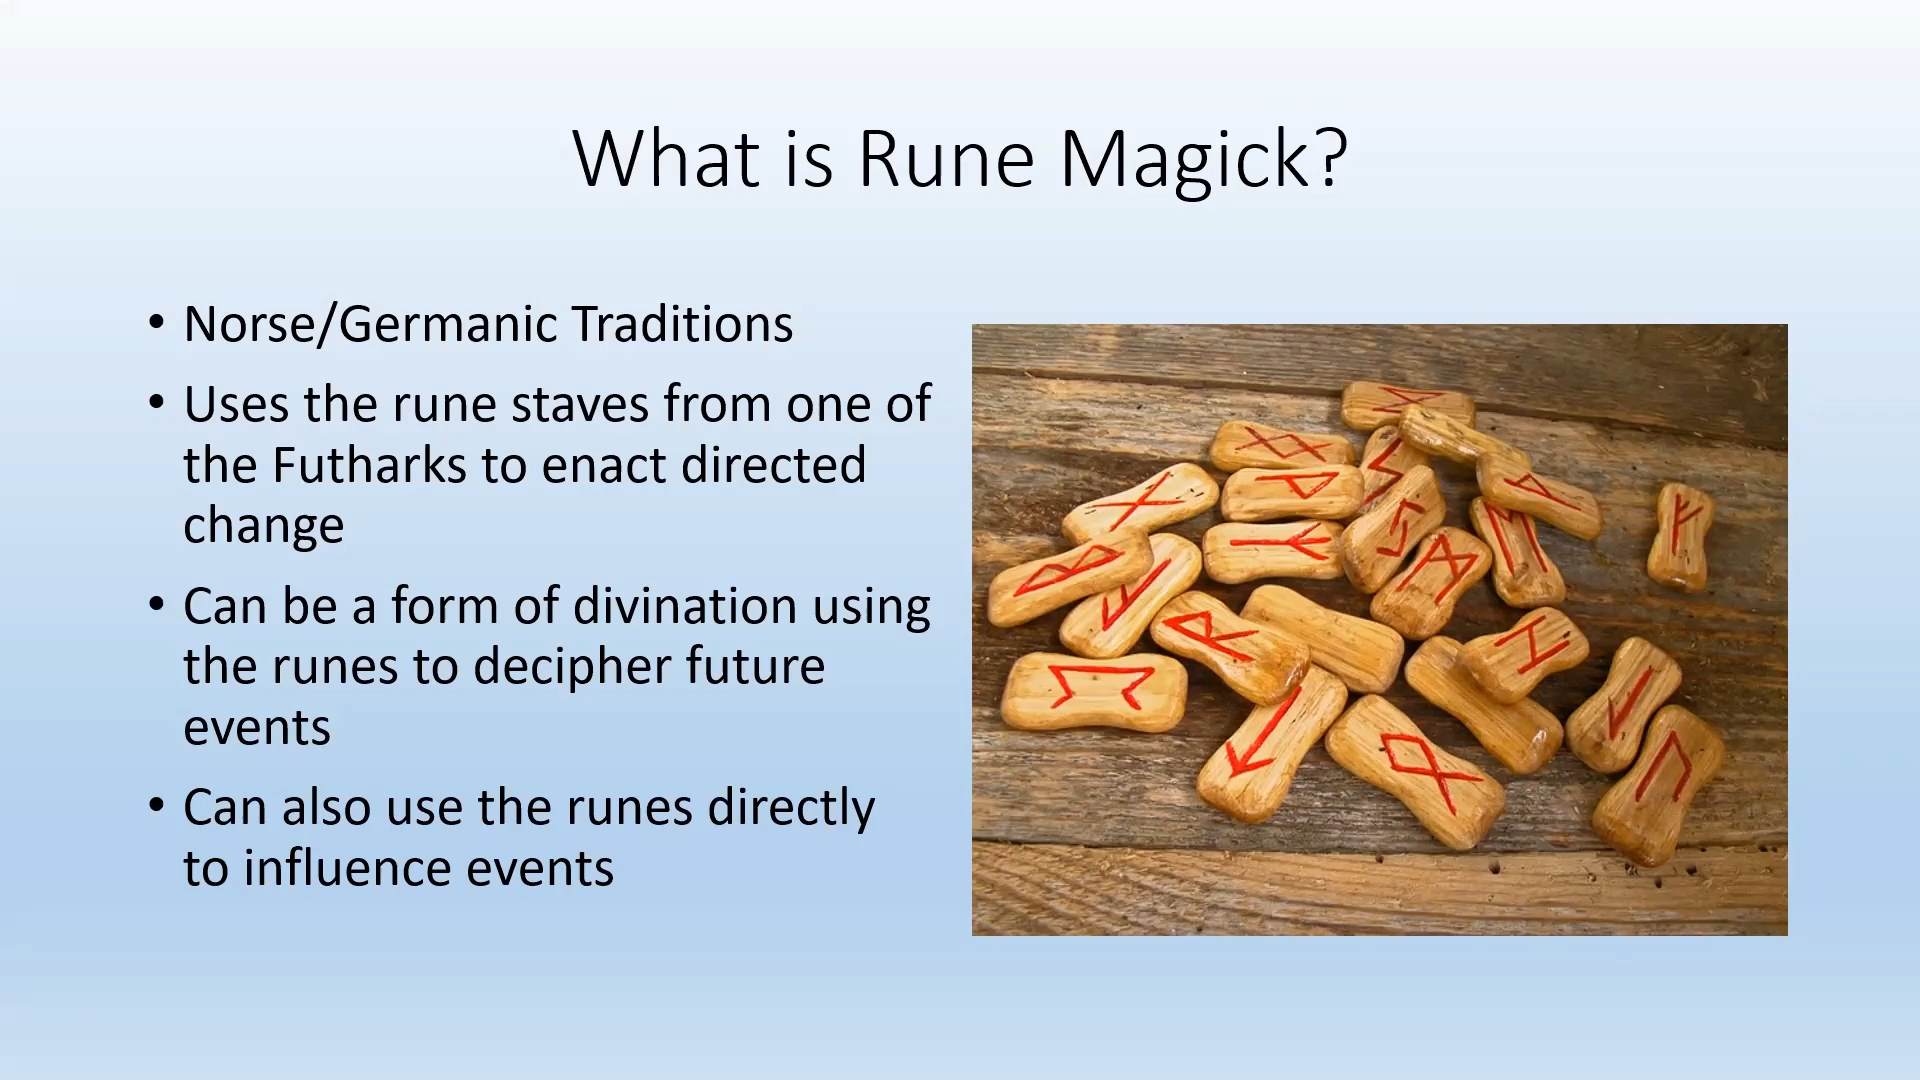 What is Rune Magick?
• Norse/Germanic Traditions
• Uses the rune staves from one of
the Futharks to enact directed
change
• Can be a form of divination using
the runes to decipher future
events
• Can also use the runes directly
to influence events